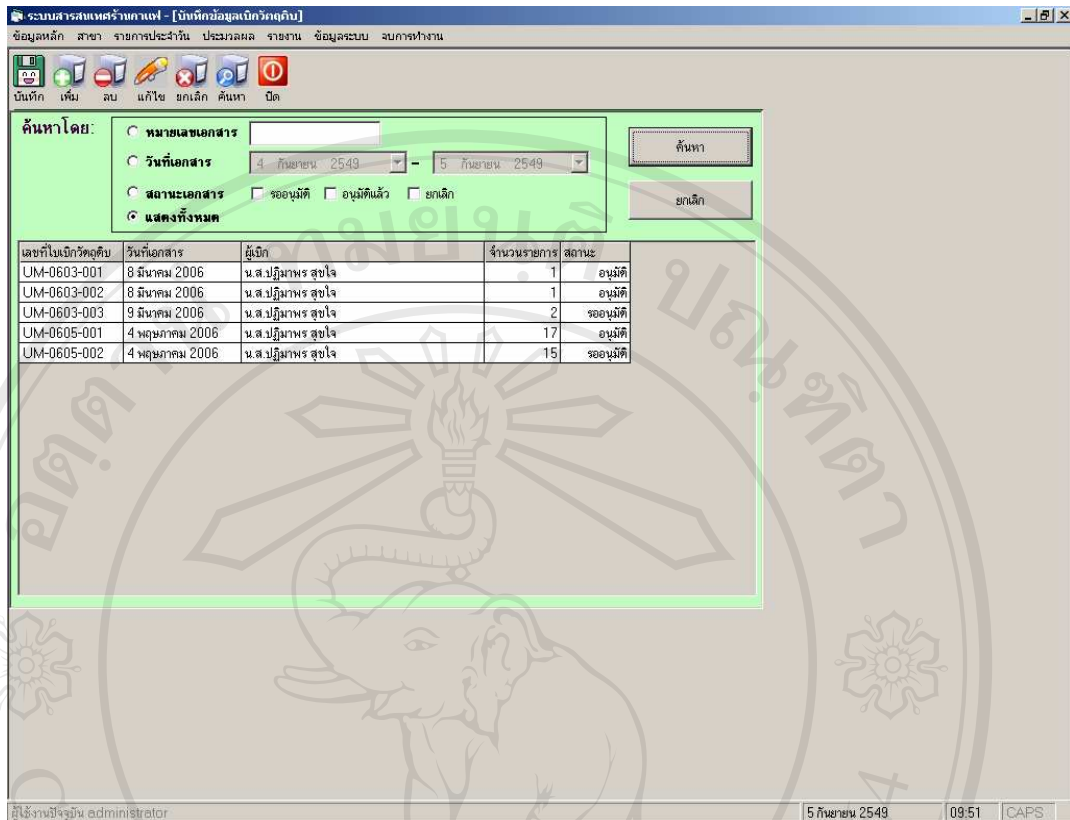 ระบบสารสนเทศร้านกาแฟ - [บันทึกข้อมูลเบิกวัตถุดิบ]
ข้อมูลหลัก สาขา รายการประจำวัน ประมวลผล รายงาน ข้อมูลระบบ จบการทำงาน
บันทึก เพิ่ม ลบ แก้ไข ยกเลิก ค้นหา ปิด
ค้นหาโดย:
หมายเลขเอกสาร
วันที่เอกสาร 4 กันยายน 2549 - 5 กันยายน 2549
สถานะเอกสาร รออนุมัติ อนุมัติแล้ว ยกเลิก
แสดงทั้งหมด
ค้นหา
ยกเลิก
เลขที่ใบเบิกวัตถุดิบ วันที่เอกสาร ผู้เบิก จำนวนรายการ สถานะ
UM-0603-001 8 มีนาคม 2006 น.ส.ปฏิมาพร สุขใจ 1 อนุมัติ
UM-0603-002 8 มีนาคม 2006 น.ส.ปฏิมาพร สุขใจ 1 อนุมัติ
UM-0603-003 9 มีนาคม 2006 น.ส.ปฏิมาพร สุขใจ 2 รออนุมัติ
UM-0605-001 4 พฤษภาคม 2006 น.ส.ปฏิมาพร สุขใจ 17 อนุมัติ
UM-0605-002 4 พฤษภาคม 2006 น.ส.ปฏิมาพร สุขใจ 15 รออนุมัติ
ผู้ใช้งานปัจจุบัน administrator 5 กันยายน 2549 09:51 CAPS